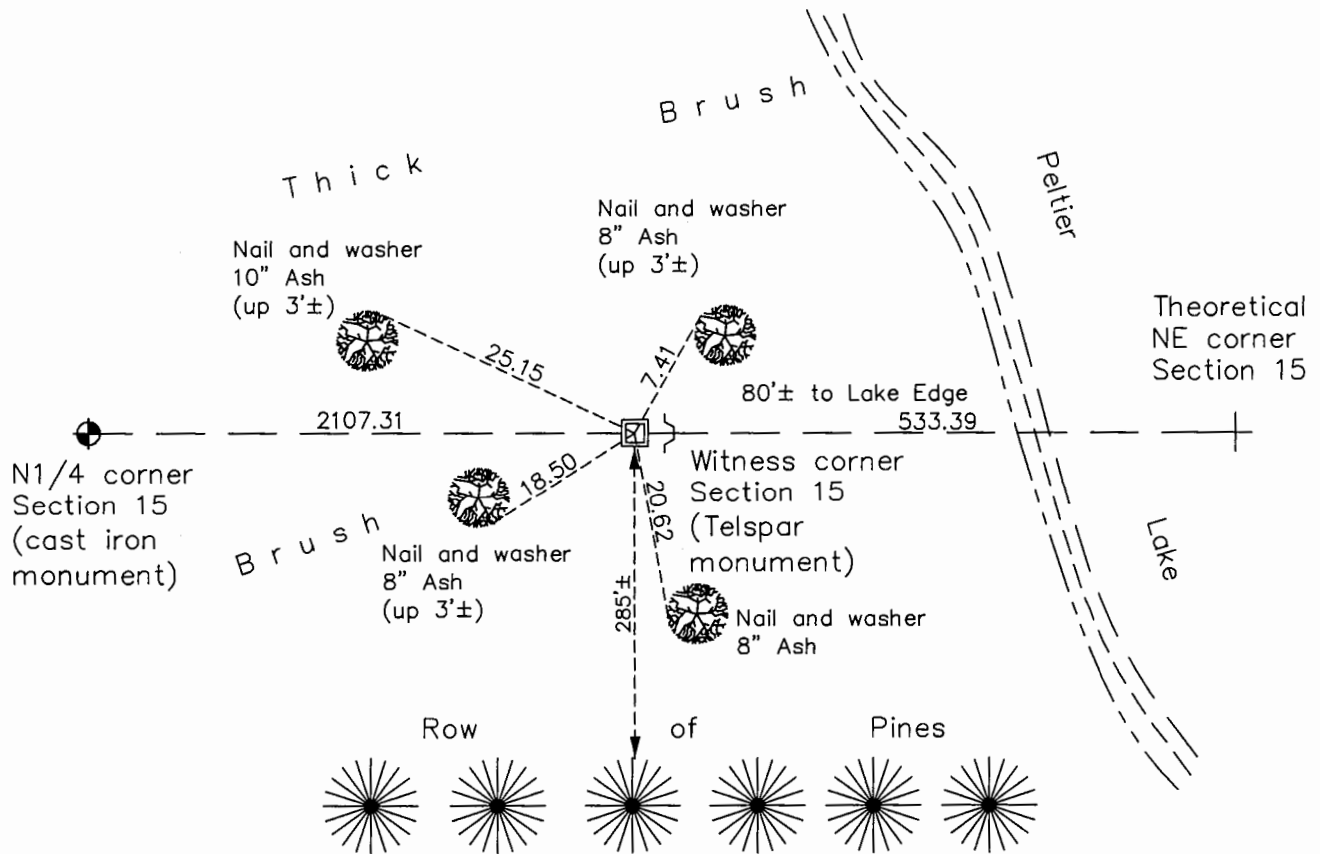 Brush
Thick
Peltier
Nail and washer
8" Ash
(up 3'±)
Nail and washer
10" Ash
(up 3'±)
Theoretical
NE corner
Section 15
25.15
7.41
80'± to Lake Edge
2107.31
533.39
N1/4 corner
Section 15
(cast iron
monument)
18.50
20.62
Witness corner
Section 15
(Telspar
monument)
Brush
Nail and washer
8" Ash
(up 3'±)
Lake
285'±
Nail and washer
8" Ash
Row of Pines